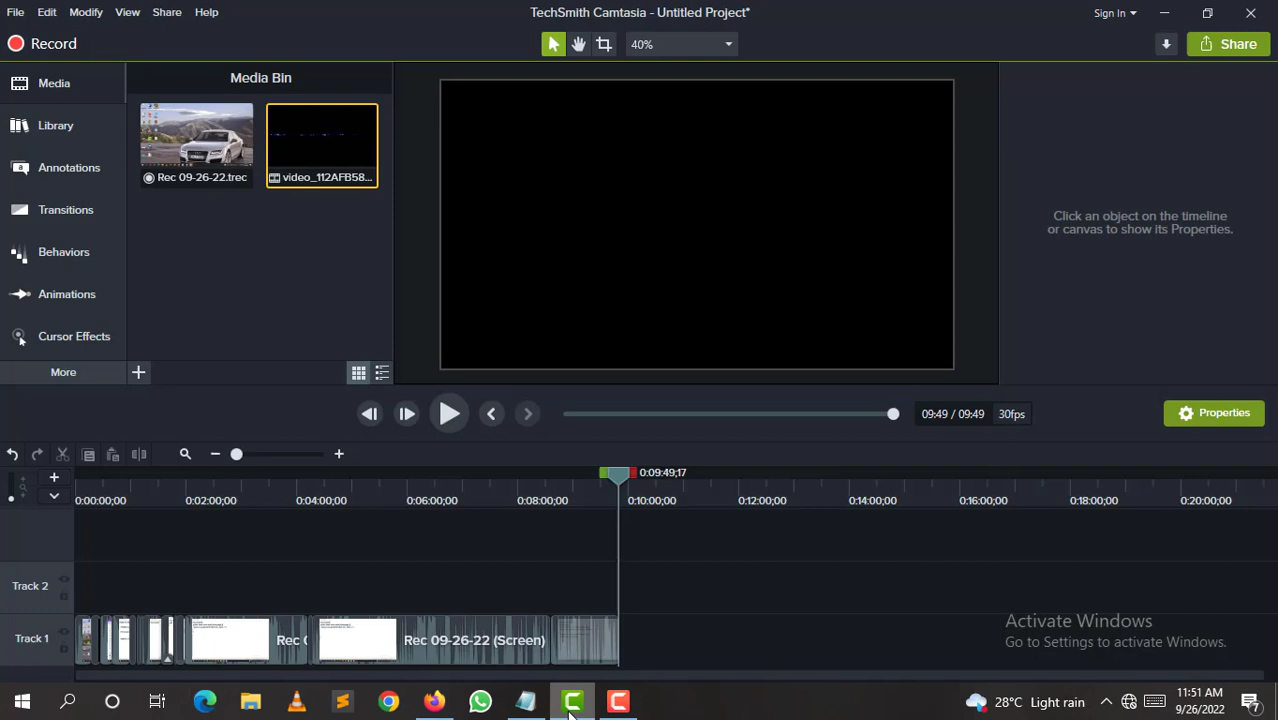 File Edit Modify View Share Help
TechSmith Camtasia - Untitled Project*
Sign In
Record
40%
Share
Media
Media Bin
Library
Rec 09-26-22.trec
video_112AFB58...
Annotations
Transitions
Click an object on the timeline
or canvas to show its Properties.
Behaviors
Animations
Cursor Effects
More
09:49 / 09:49
30fps
Properties
0:09:49;17
0:00:00;00 0:02:00;00 0:04:00;00 0:06:00;00 0:08:00;00 0:10:00;00 0:12:00;00 0:14:00;00 0:16:00;00 0:18:00;00 0:20:00;00
Track 2
Activate Windows
Go to Settings to activate Windows.
Track 1
Rec
Rec 09-26-22 (Screen)
28°C Light rain
11:51 AM
9/26/2022
7